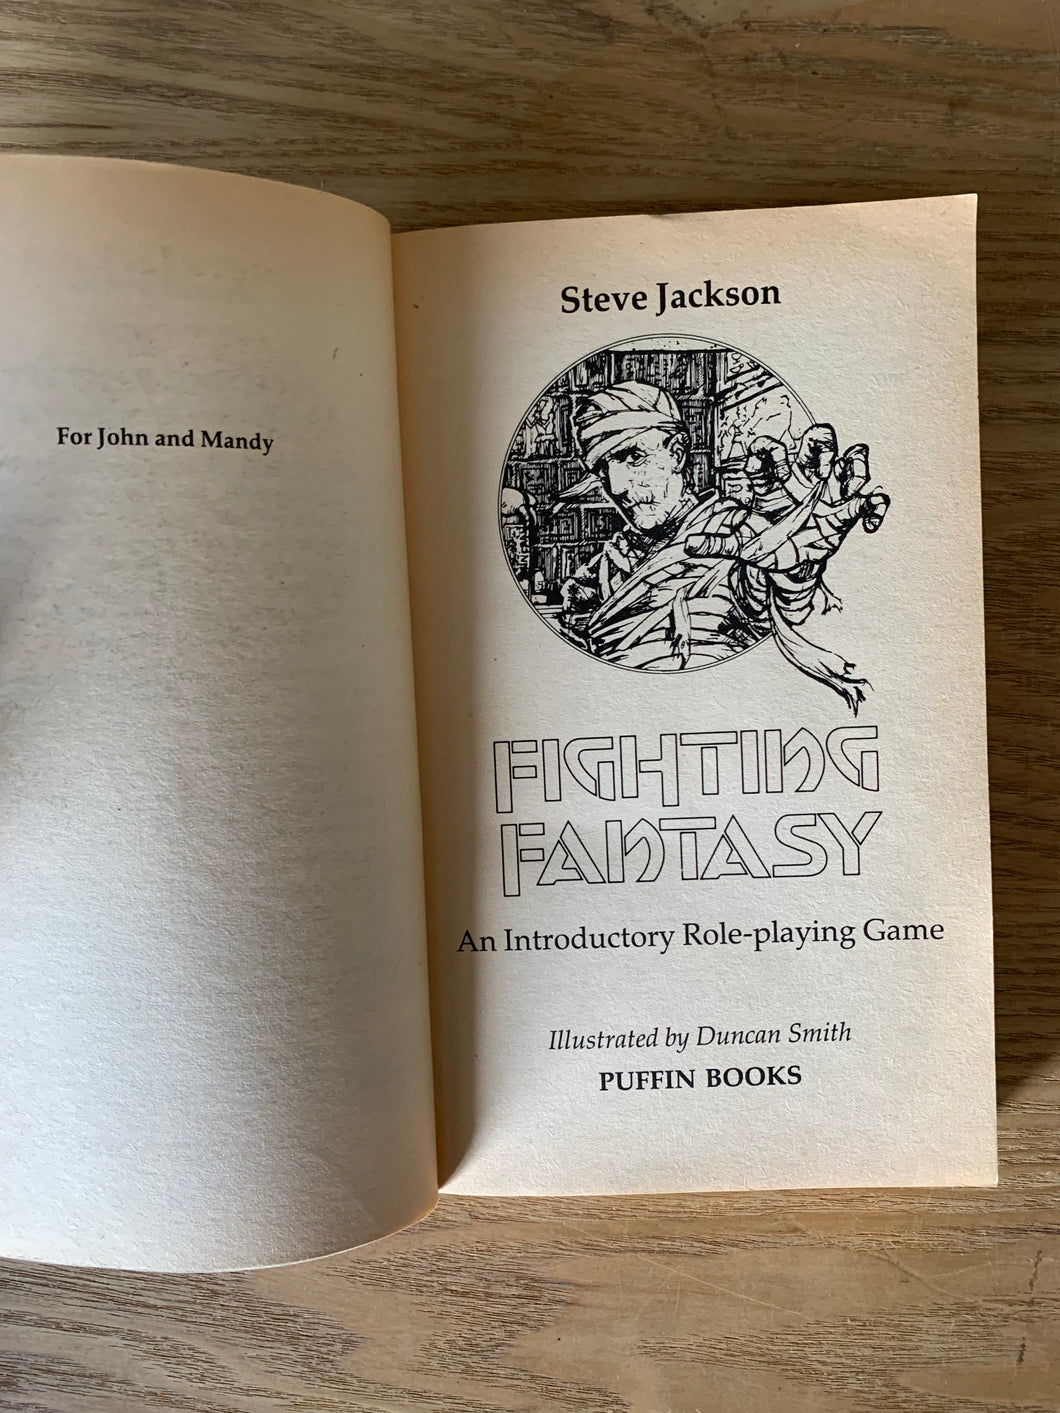 For John and Mandy
Steve Jackson
FIGHTING
FANTASY
An Introductory Role-playing Game
Illustrated by Duncan Smith
PUFFIN BOOKS